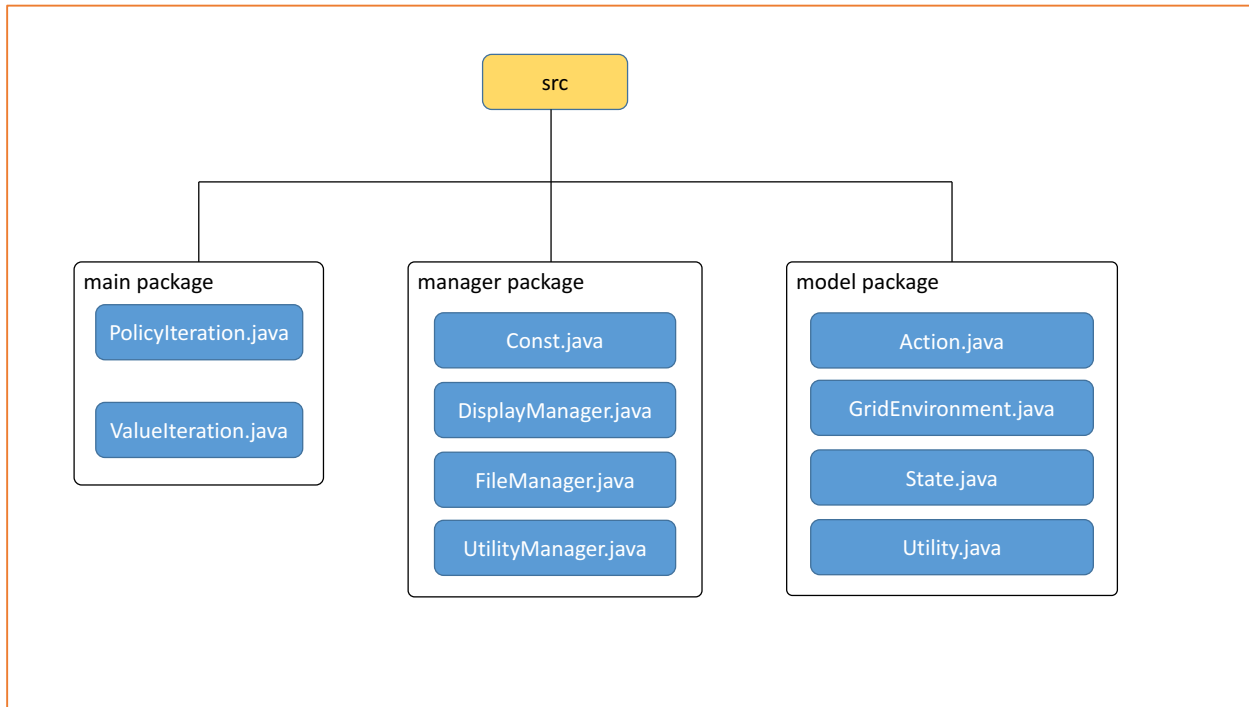 src
main package
PolicyIteration.java
ValueIteration.java
manager package
Const.java
DisplayManager.java
FileManager.java
UtilityManager.java
model package
Action.java
GridEnvironment.java
State.java
Utility.java